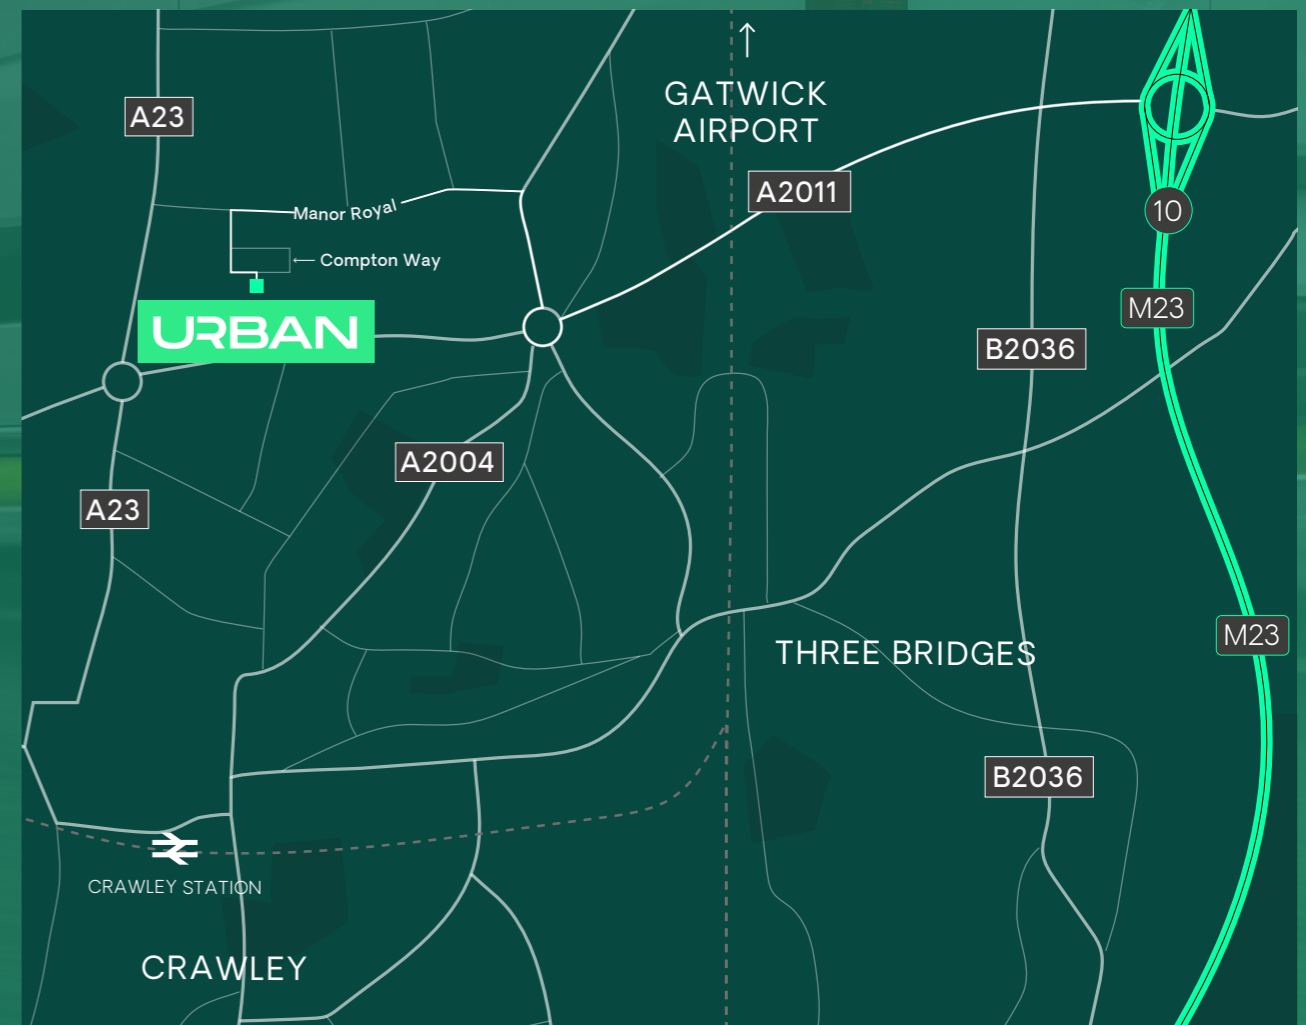 GATWICK
AIRPORT
A23
A2011
10
Manor Royal
Compton Way
M23
URBAN
B2036
A2004
A23
M23
THREE BRIDGES
B2036
CRAWLEY STATION
CRAWLEY